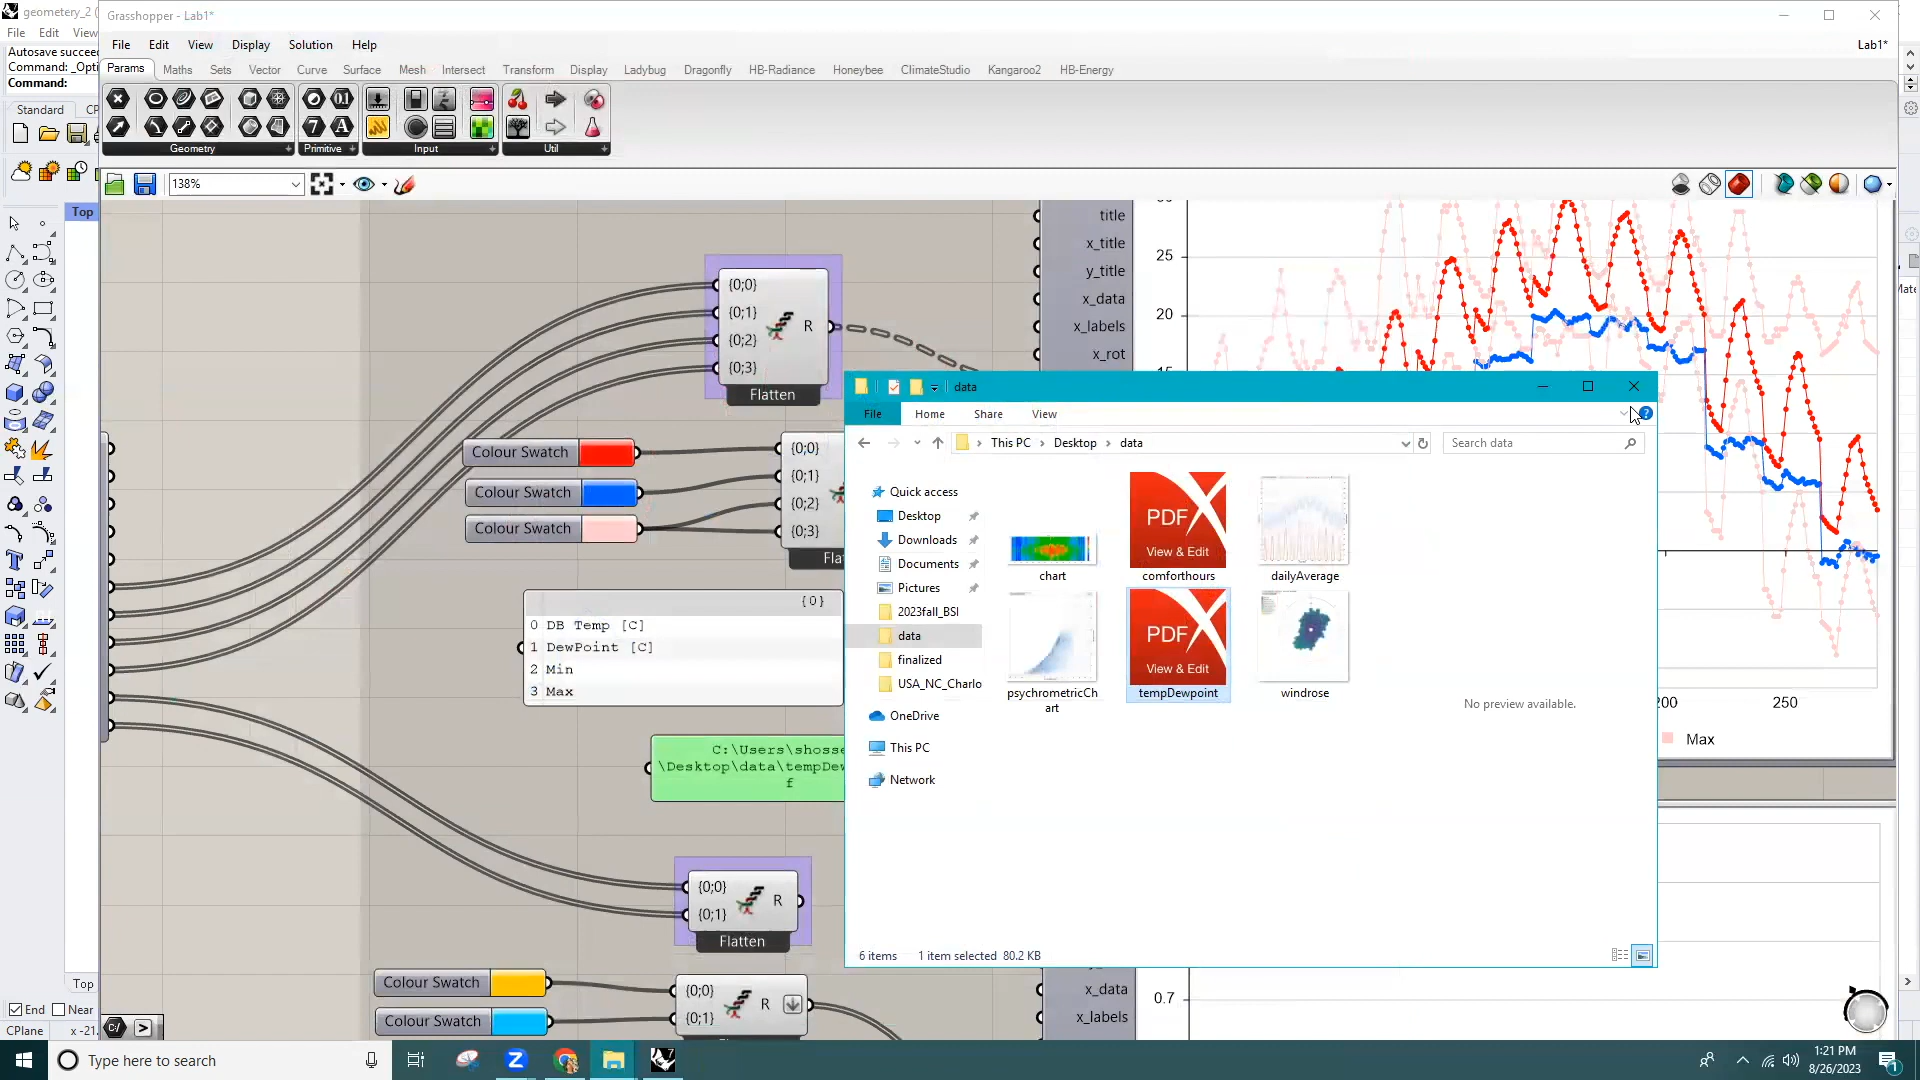 geometery_2 (
Grasshopper - Lab1*
File Edit View
File Edit View Display Solution Help
Lab1*
Autosave succee
Command: _Opti
Command:
Params Maths Sets Vector Curve Surface Mesh Intersect Transform Display Ladybug Dragonfly HB-Radiance Honeybee ClimateStudio Kangaroo2 HB-Energy
Standard CP
Geometry Primitive Input Util
138%
Top
title
x_title
y_title
x_data
x_labels
x_rot
25
20
{0;0}
{0;1}
{0;2}
{0;3}
R
Flatten
Colour Swatch
Colour Swatch
Colour Swatch
{0;0}
{0;1}
{0;2}
{0;3}
{0}
0 DB Temp [C]
1 DewPoint [C]
2 Min
3 Max
C:\Users\shosse
\Desktop\data\tempDew
f
{0;0}
{0;1}
R
Flatten
Colour Swatch
Colour Swatch
{0;0}
{0;1}
R
data
File Home Share View
This PC Desktop data
Search data
Quick access
Desktop
Downloads
Documents
Pictures
2023fall_BSI
data
finalized
USA_NC_Charlo
OneDrive
This PC
Network
chart
PDF
View & Edit
comforthours
dailyAverage
psychrometricCh
art
PDF
View & Edit
tempDewpoint
windrose
No preview available.
6 items 1 item selected 80.2 KB
200 250
Max
x_data
x_labels
0.7
Top
End Near
CPlane x -21.
Type here to search
1:21 PM
8/26/2023